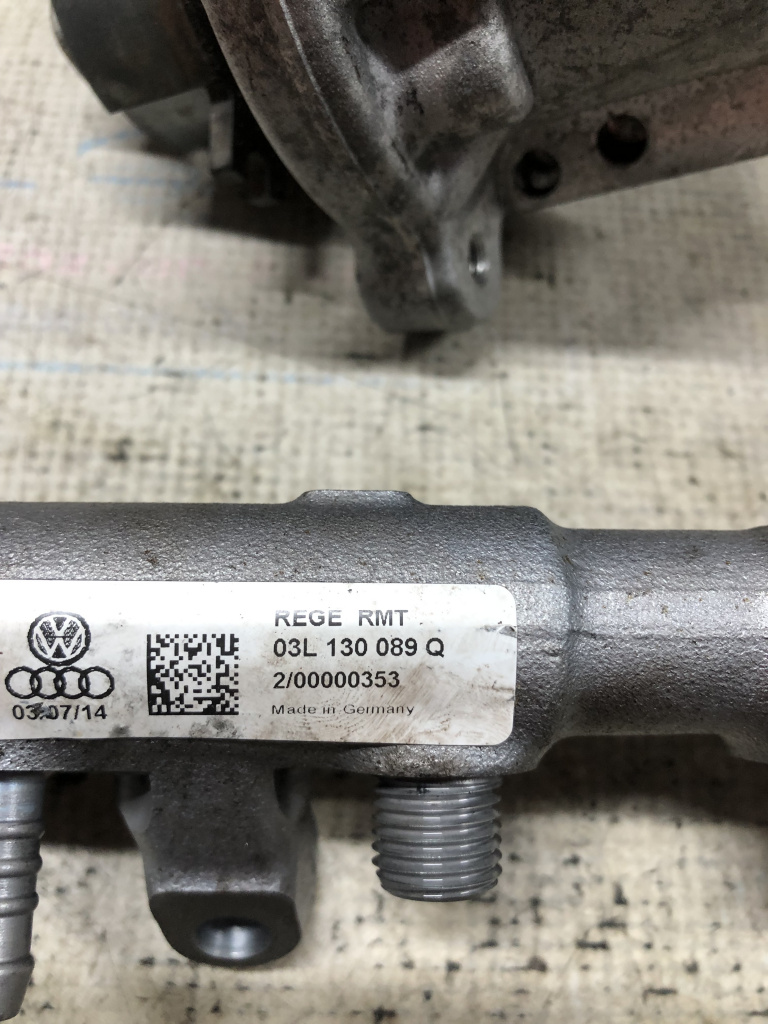 REGE RMT
03L 130 089 Q
2/00000353
Made in Germany
03.07/14